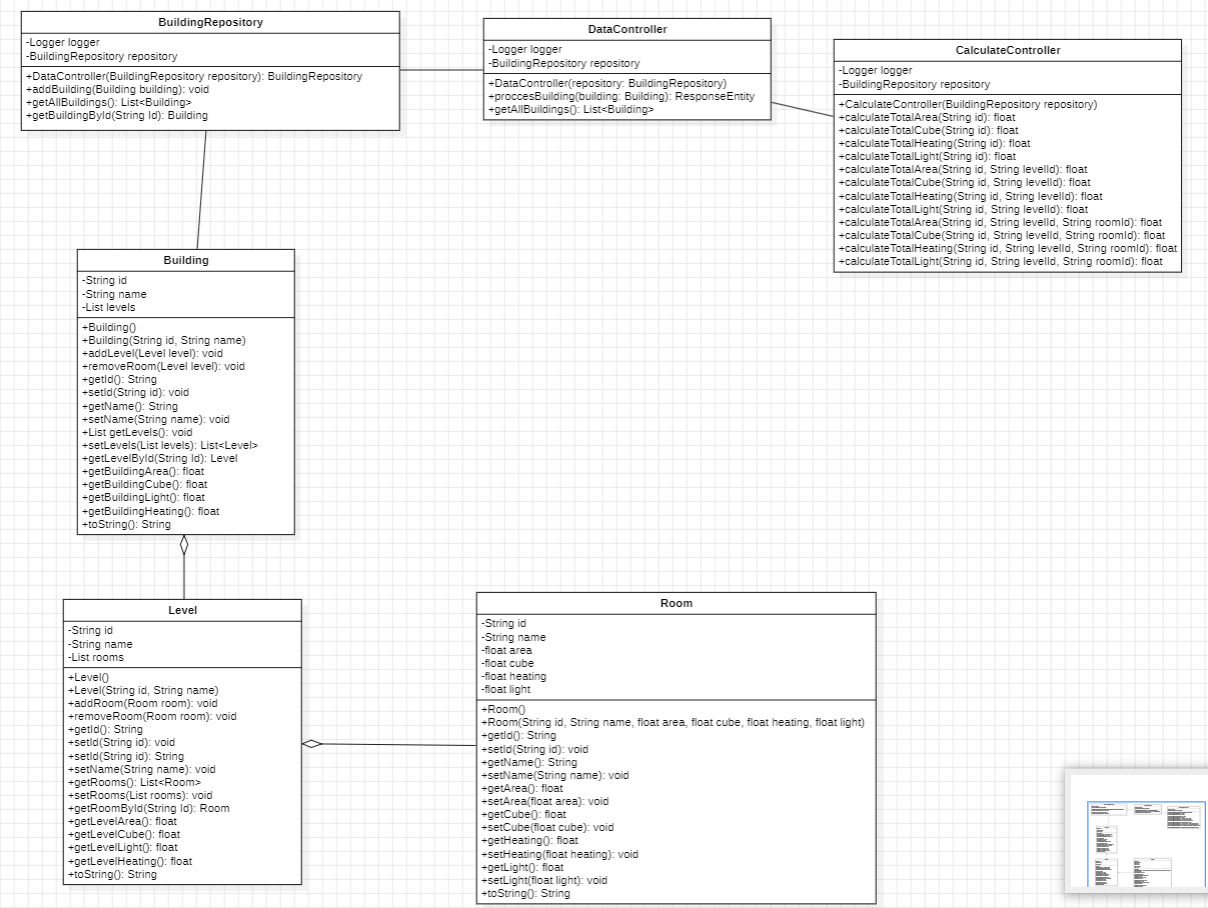 BuildingRepository
-Logger logger
-BuildingRepository repository
+DataController(BuildingRepository repository): BuildingRepository
+addBuilding(Building building): void
+getAllBuildings(): List<Building>
+getBuildingById(String Id): Building
DataController
-Logger logger
-BuildingRepository repository
+DataController(repository: BuildingRepository)
+proccesBuilding(building: Building): ResponseEntity
+getAllBuildings(): List<Building>
CalculateController
-Logger logger
-BuildingRepository repository
+CalculateController(BuildingRepository repository)
+calculateTotalArea(String id): float
+calculateTotalCube(String id): float
+calculateTotalHeating(String id): float
+calculateTotalLight(String id): float
+calculateTotalArea(String id, String levelId): float
+calculateTotalCube(String id, String levelId): float
+calculateTotalHeating(String id, String levelId): float
+calculateTotalLight(String id, String levelId): float
+calculateTotalArea(String id, String levelId, String roomId): float
+calculateTotalCube(String id, String levelId, String roomId): float
+calculateTotalHeating(String id, String levelId, String roomId): float
+calculateTotalLight(String id, String levelId, String roomId): float
Building
-String id
-String name
-List levels
+Building()
+Building(String id, String name)
+addLevel(Level level): void
+removeRoom(Level level): void
+getId(): String
+setId(String id): void
+getName(): String
+setName(String name): void
+List getLevels(): void
+setLevels(List levels): List<Level>
+getLevelById(String Id): Level
+getBuildingArea(): float
+getBuildingCube(): float
+getBuildingLight(): float
+getBuildingHeating(): float
+toString(): String
Level
-String id
-String name
-List rooms
+Level()
+Level(String id, String name)
+addRoom(Room room): void
+removeRoom(Room room): void
+getId(): String
+setId(String id): void
+setId(String id): String
+setName(String name): void
+getRooms(): List<Room>
+setRooms(List rooms): void
+getRoomById(String Id): Room
+getLevelArea(): float
+getLevelCube(): float
+getLevelLight(): float
+getLevelHeating(): float
+toString(): String
Room
-String id
-String name
-float area
-float cube
-float heating
-float light
+Room()
+Room(String id, String name, float area, float cube, float heating, float light)
+getId(): String
+setId(String id): void
+getName(): String
+setName(String name): void
+getArea(): float
+setArea(float area): void
+getCube(): float
+setCube(float cube): void
+getHeating(): float
+setHeating(float heating): void
+getLight(): float
+setLight(float light): void
+toString(): String